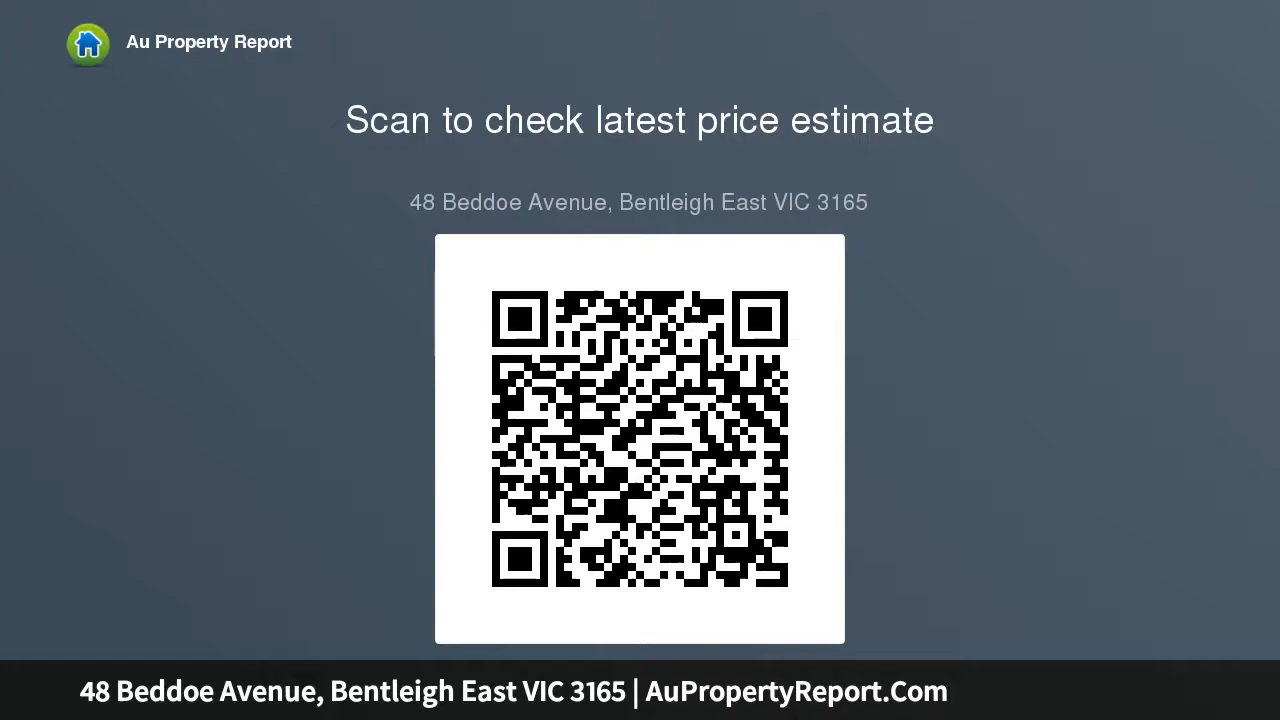 Au Property Report
Scan to check latest price estimate
48 Beddoe Avenue, Bentleigh East VIC 3165
48 Beddoe Avenue, Bentleigh East VIC 3165 | AuPropertyReport.Com